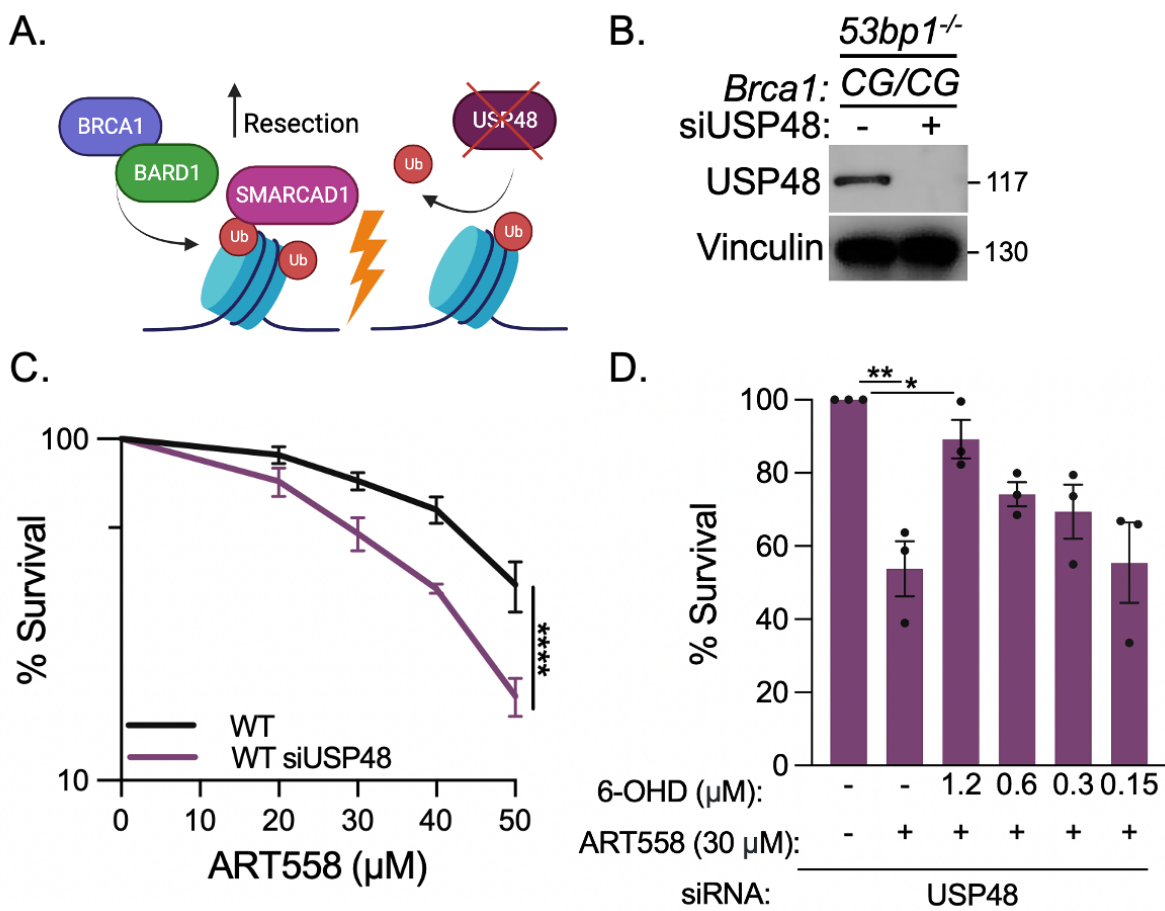 A.
BRCA1
BARD1
↑ Resection
SMARCAD1
USP48
Ub
Ub
Ub
Ub
B.
53bp1-/-
Brca1: CG/CG
siUSP48: - +
USP48 - 117
Vinculin - 130
C.
100
10
% Survival
WT
WT siUSP48
****
0 10 20 30 40 50
ART558 (µM)
D.
**
*
100
80
60
40
20
0
% Survival
6-OHD (µM): - - 1.2 0.6 0.3 0.15
ART558 (30 µM): - + + + + +
siRNA: USP48